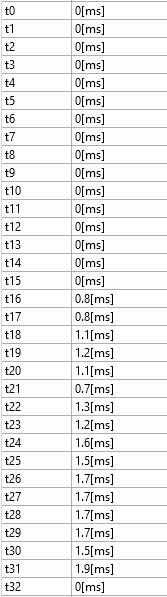 t0 0[ms]
t1 0[ms]
t2 0[ms]
t3 0[ms]
t4 0[ms]
t5 0[ms]
t6 0[ms]
t7 0[ms]
t8 0[ms]
t9 0[ms]
t10 0[ms]
t11 0[ms]
t12 0[ms]
t13 0[ms]
t14 0[ms]
t15 0[ms]
t16 0.8[ms]
t17 0.8[ms]
t18 1.1[ms]
t19 1.2[ms]
t20 1.1[ms]
t21 0.7[ms]
t22 1.3[ms]
t23 1.2[ms]
t24 1.6[ms]
t25 1.5[ms]
t26 1.7[ms]
t27 1.7[ms]
t28 1.7[ms]
t29 1.7[ms]
t30 1.5[ms]
t31 1.9[ms]
t32 0[ms]